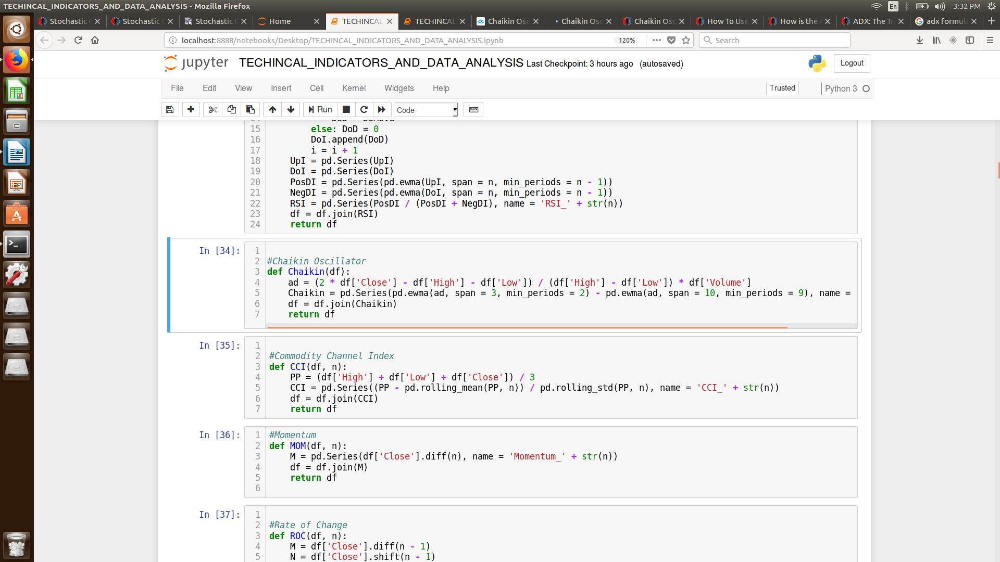 TECHINCAL_INDICATORS_AND_DATA_ANALYSIS - Mozilla Firefox
En
3:32 PM
Stochastic
Stochastic
Stochastic
Home
TECHINCAL
TECHINCAL
Chaikin Osc
Chaikin Osc
Chaikin Osc
How To Use
How is the
ADX: The Tr
adx formula
localhost:8888/notebooks/Desktop/TECHINCAL_INDICATORS_AND_DATA_ANALYSIS.ipynb
120%
Search
jupyter
TECHINCAL_INDICATORS_AND_DATA_ANALYSIS Last Checkpoint: 3 hours ago (autosaved)
Logout
File Edit View Insert Cell Kernel Widgets Help
Trusted
Python 3
Run
Code
15 else: DoD = 0
16 DoI.append(DoD)
17 i = i + 1
18 UpI = pd.Series(UpI)
19 DoI = pd.Series(DoI)
20 PosDI = pd.Series(pd.ewma(UpI, span = n, min_periods = n - 1))
21 NegDI = pd.Series(pd.ewma(DoI, span = n, min_periods = n - 1))
22 RSI = pd.Series(PosDI / (PosDI + NegDI), name = 'RSI_' + str(n))
23 df = df.join(RSI)
24 return df
In [34]:
1
2 #Chaikin Oscillator
3 def Chaikin(df):
4 ad = (2 * df['Close'] - df['High'] - df['Low']) / (df['High'] - df['Low']) * df['Volume']
5 Chaikin = pd.Series(pd.ewma(ad, span = 3, min_periods = 2) - pd.ewma(ad, span = 10, min_periods = 9), name =
6 df = df.join(Chaikin)
7 return df
In [35]:
1
2 #Commodity Channel Index
3 def CCI(df, n):
4 PP = (df['High'] + df['Low'] + df['Close']) / 3
5 CCI = pd.Series((PP - pd.rolling_mean(PP, n)) / pd.rolling_std(PP, n), name = 'CCI_' + str(n))
6 df = df.join(CCI)
7 return df
In [36]:
1 #Momentum
2 def MOM(df, n):
3 M = pd.Series(df['Close'].diff(n), name = 'Momentum_' + str(n))
4 df = df.join(M)
5 return df
6
In [37]:
1
2 #Rate of Change
3 def ROC(df, n):
4 M = df['Close'].diff(n - 1)
5 N = df['Close'].shift(n - 1)